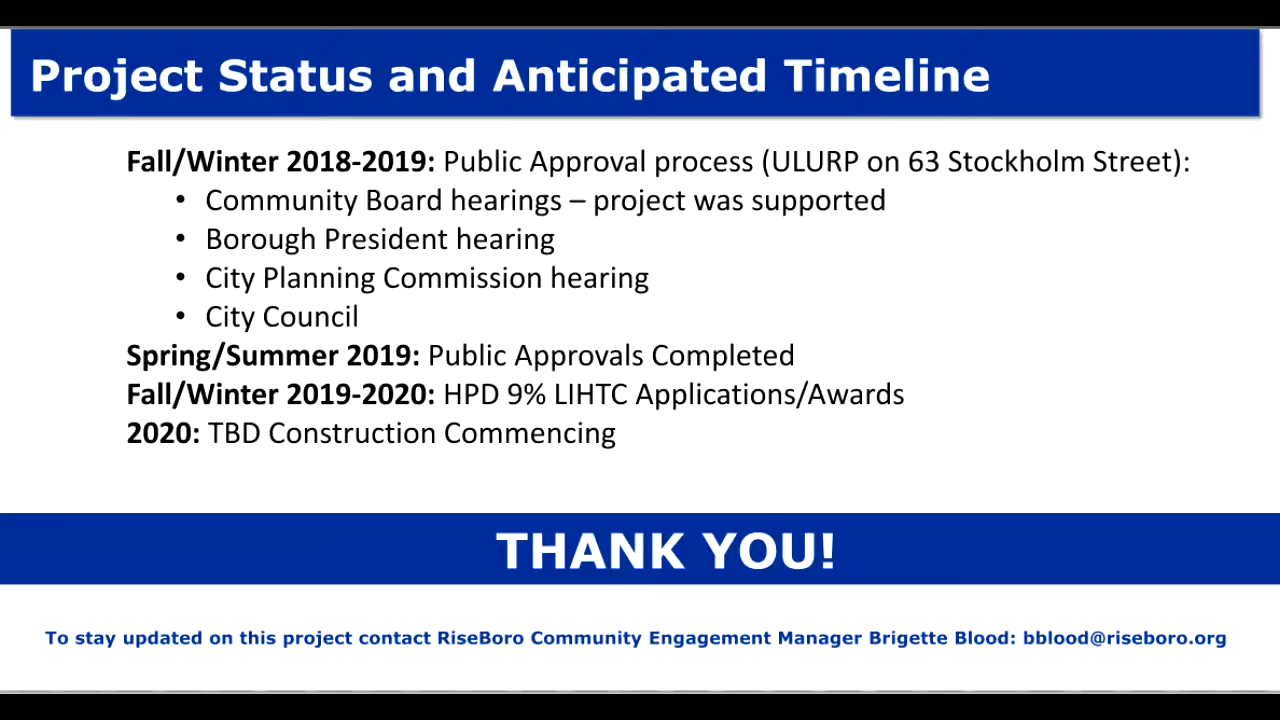 Project Status and Anticipated Timeline
Fall/Winter 2018-2019: Public Approval process (ULURP on 63 Stockholm Street):
• Community Board hearings – project was supported
• Borough President hearing
• City Planning Commission hearing
• City Council
Spring/Summer 2019: Public Approvals Completed
Fall/Winter 2019-2020: HPD 9% LIHTC Applications/Awards
2020: TBD Construction Commencing
THANK YOU!
To stay updated on this project contact RiseBoro Community Engagement Manager Brigette Blood: bblood@riseboro.org